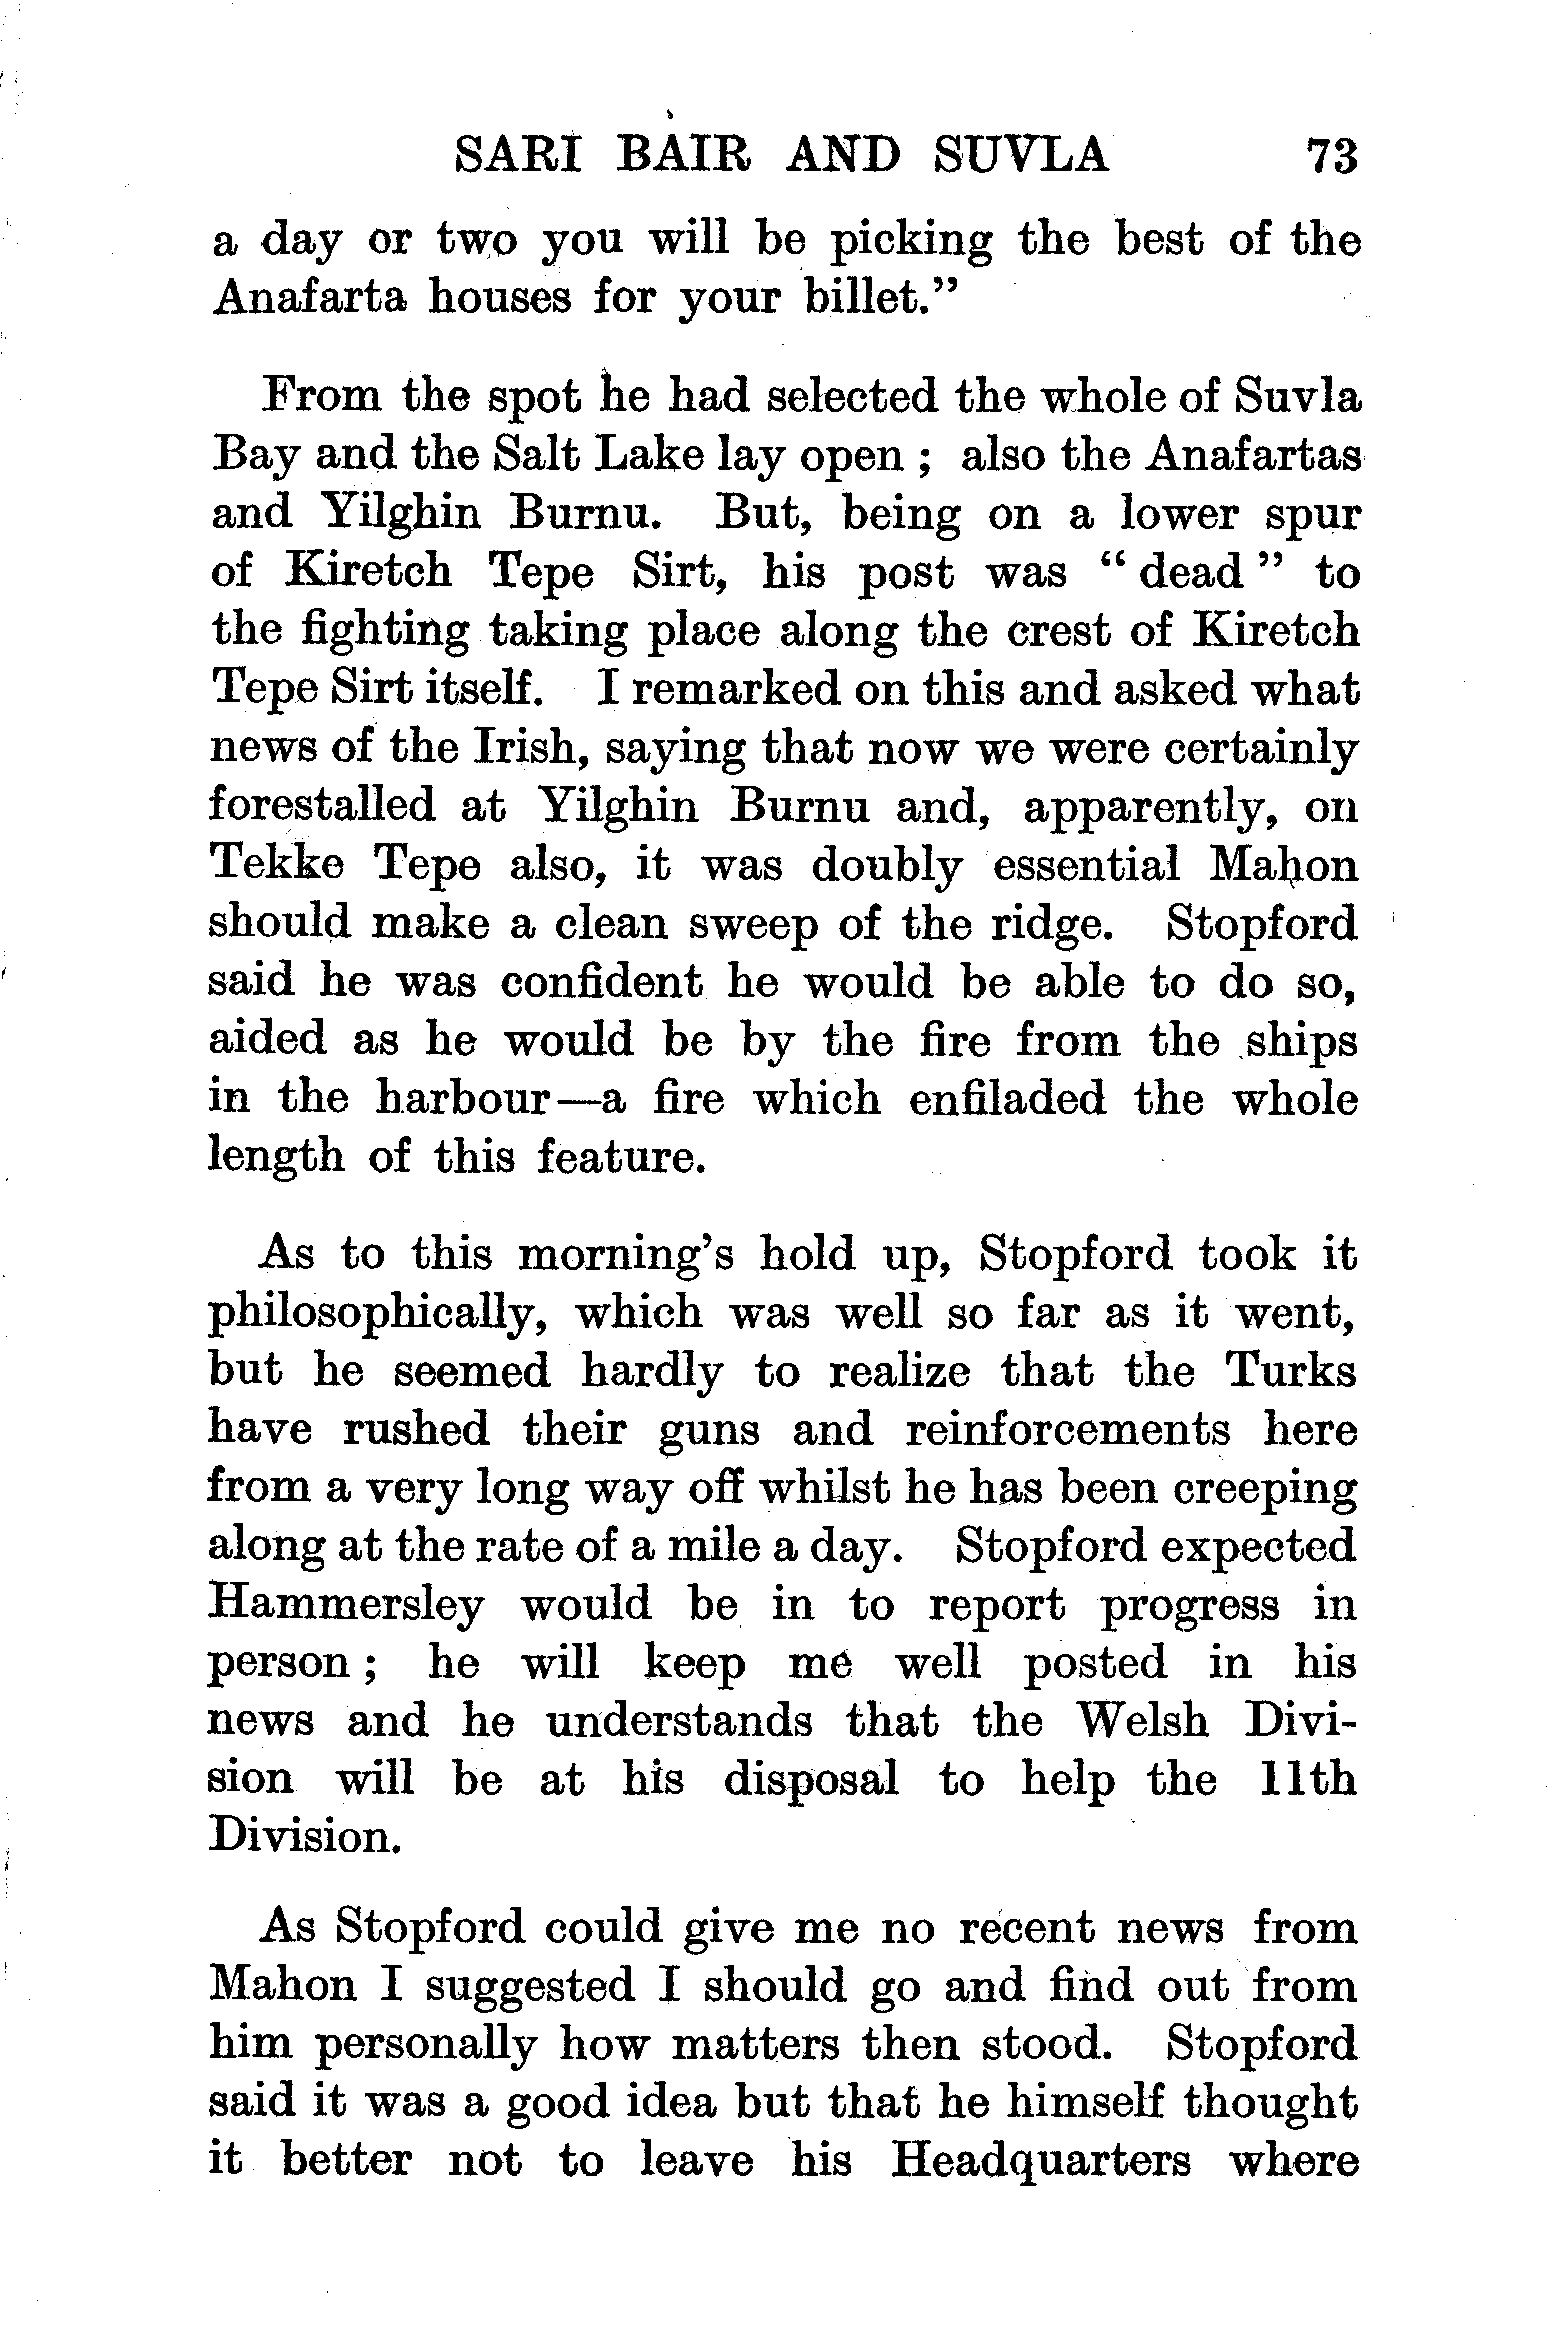 SARI BAIR AND SUVLA 73
a day or two you will be picking the best of the
Anafarta houses for your billet.”
From the spot he had selected the whole of Suvla
Bay and the Salt Lake lay open ; also the Anafartas
and Yilghin Burnu. But, being on a lower spur
of Kiretch Tepe Sirt, his post was “ dead ” to
the fighting taking place along the crest of Kiretch
Tepe Sirt itself. I remarked on this and asked what
news of the Irish, saying that now we were certainly
forestalled at Yilghin Burnu and, apparently, on
Tekke Tepe also, it was doubly essential Mahon
should make a clean sweep of the ridge. Stopford
said he was confident he would be able to do so,
aided as he would be by the fire from the ships
in the harbour—a fire which enfiladed the whole
length of this feature.
As to this morning’s hold up, Stopford took it
philosophically, which was well so far as it went,
but he seemed hardly to realize that the Turks
have rushed their guns and reinforcements here
from a very long way off whilst he has been creeping
along at the rate of a mile a day. Stopford expected
Hammersley would be in to report progress in
person ; he will keep me well posted in his
news and he understands that the Welsh Divi-
sion will be at his disposal to help the 11th
Division.
As Stopford could give me no recent news from
Mahon I suggested I should go and find out from
him personally how matters then stood. Stopford
said it was a good idea but that he himself thought
it better not to leave his Headquarters where